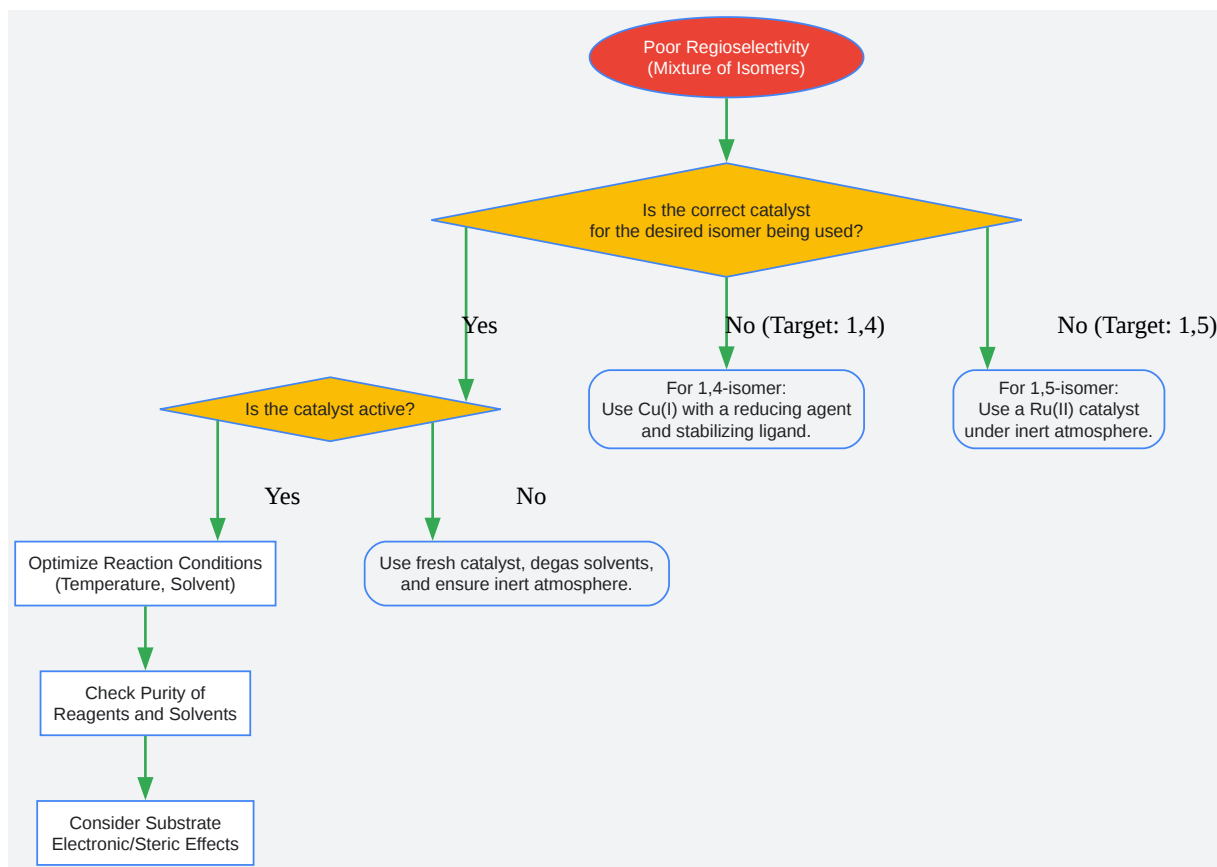 Poor Regioselectivity
(Mixture of Isomers)
Is the correct catalyst
for the desired isomer being used?
Yes
No (Target: 1,4)
No (Target: 1,5)
Is the catalyst active?
For 1,4-isomer:
Use Cu(I) with a reducing agent
and stabilizing ligand.
For 1,5-isomer:
Use a Ru(II) catalyst
under inert atmosphere.
Yes
No
Optimize Reaction Conditions
(Temperature, Solvent)
Use fresh catalyst, degas solvents,
and ensure inert atmosphere.
Check Purity of
Reagents and Solvents
Consider Substrate
Electronic/Steric Effects